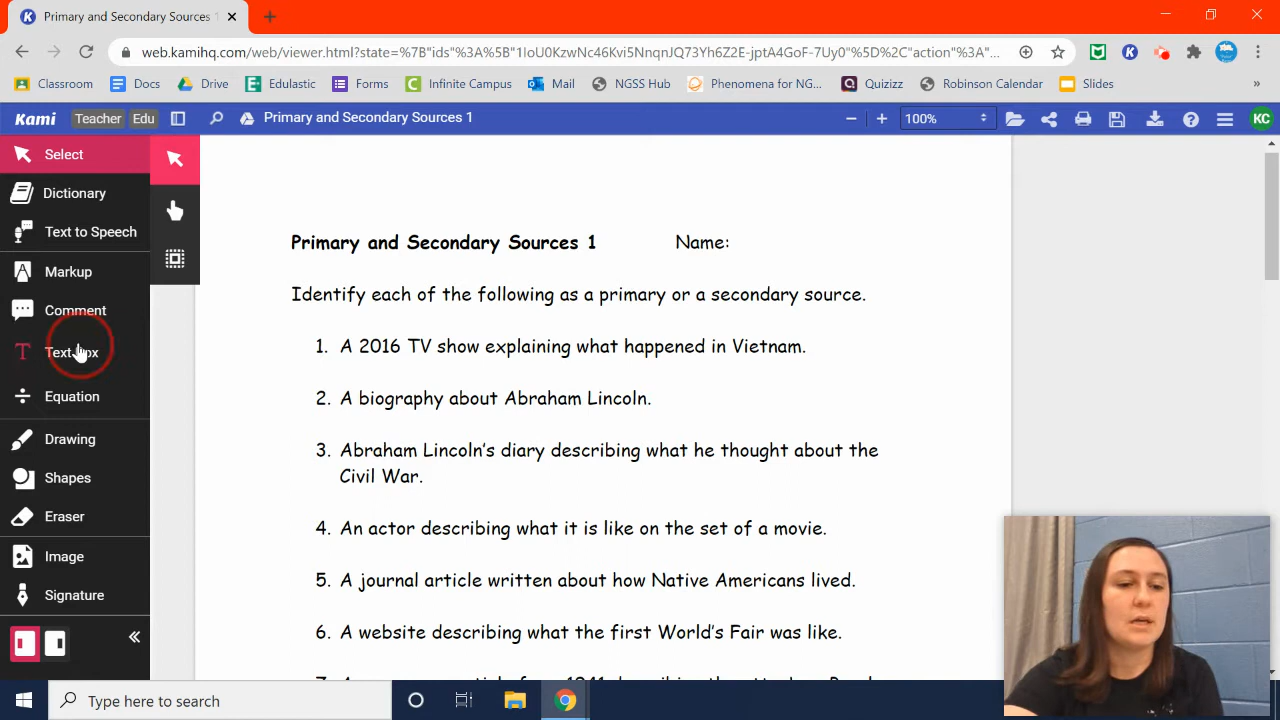 Primary and Secondary Sources 1
web.kamihq.com/web/viewer.html?state=%7B"ids"%3A%5B"1IoU0KzwNc46Kvi5NnqnJQ73Yh6Z2E-jptA4GoF-7Uy0"%5D%2C"action"%3A"...
Classroom Docs Drive Edulastic Forms Infinite Campus Mail NGSS Hub Phenomena for NG... Quizizz Robinson Calendar Slides »
Kami Teacher Edu Primary and Secondary Sources 1 100% KC
Select
Dictionary
Text to Speech
Markup
Comment
Text Box
Equation
Drawing
Shapes
Eraser
Image
Signature
Primary and Secondary Sources 1 Name:
Identify each of the following as a primary or a secondary source.
1. A 2016 TV show explaining what happened in Vietnam.
2. A biography about Abraham Lincoln.
3. Abraham Lincoln's diary describing what he thought about the
Civil War.
4. An actor describing what it is like on the set of a movie.
5. A journal article written about how Native Americans lived.
6. A website describing what the first World's Fair was like.
Type here to search